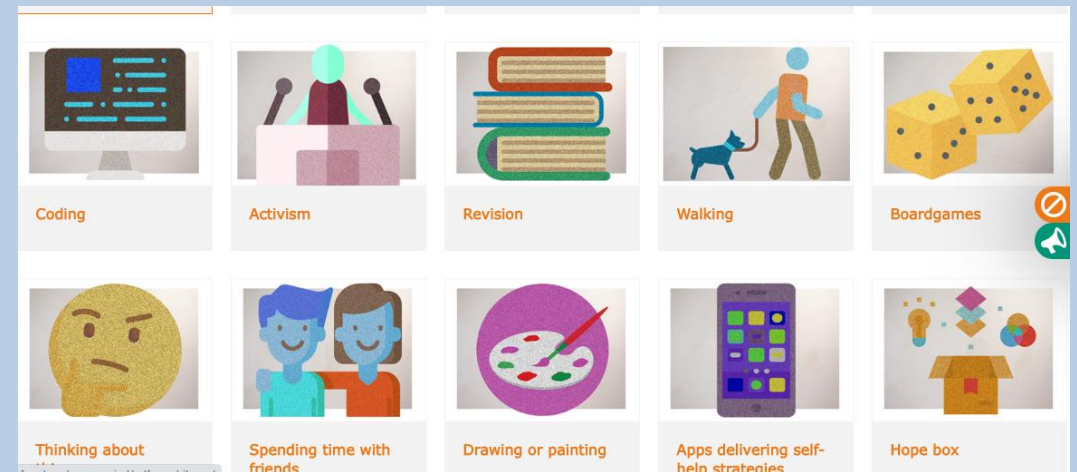 Coding
Activism
Revision
Walking
Boardgames
Thinking about
Spending time with
friends
Drawing or painting
Apps delivering self-
help strategies
Hope box